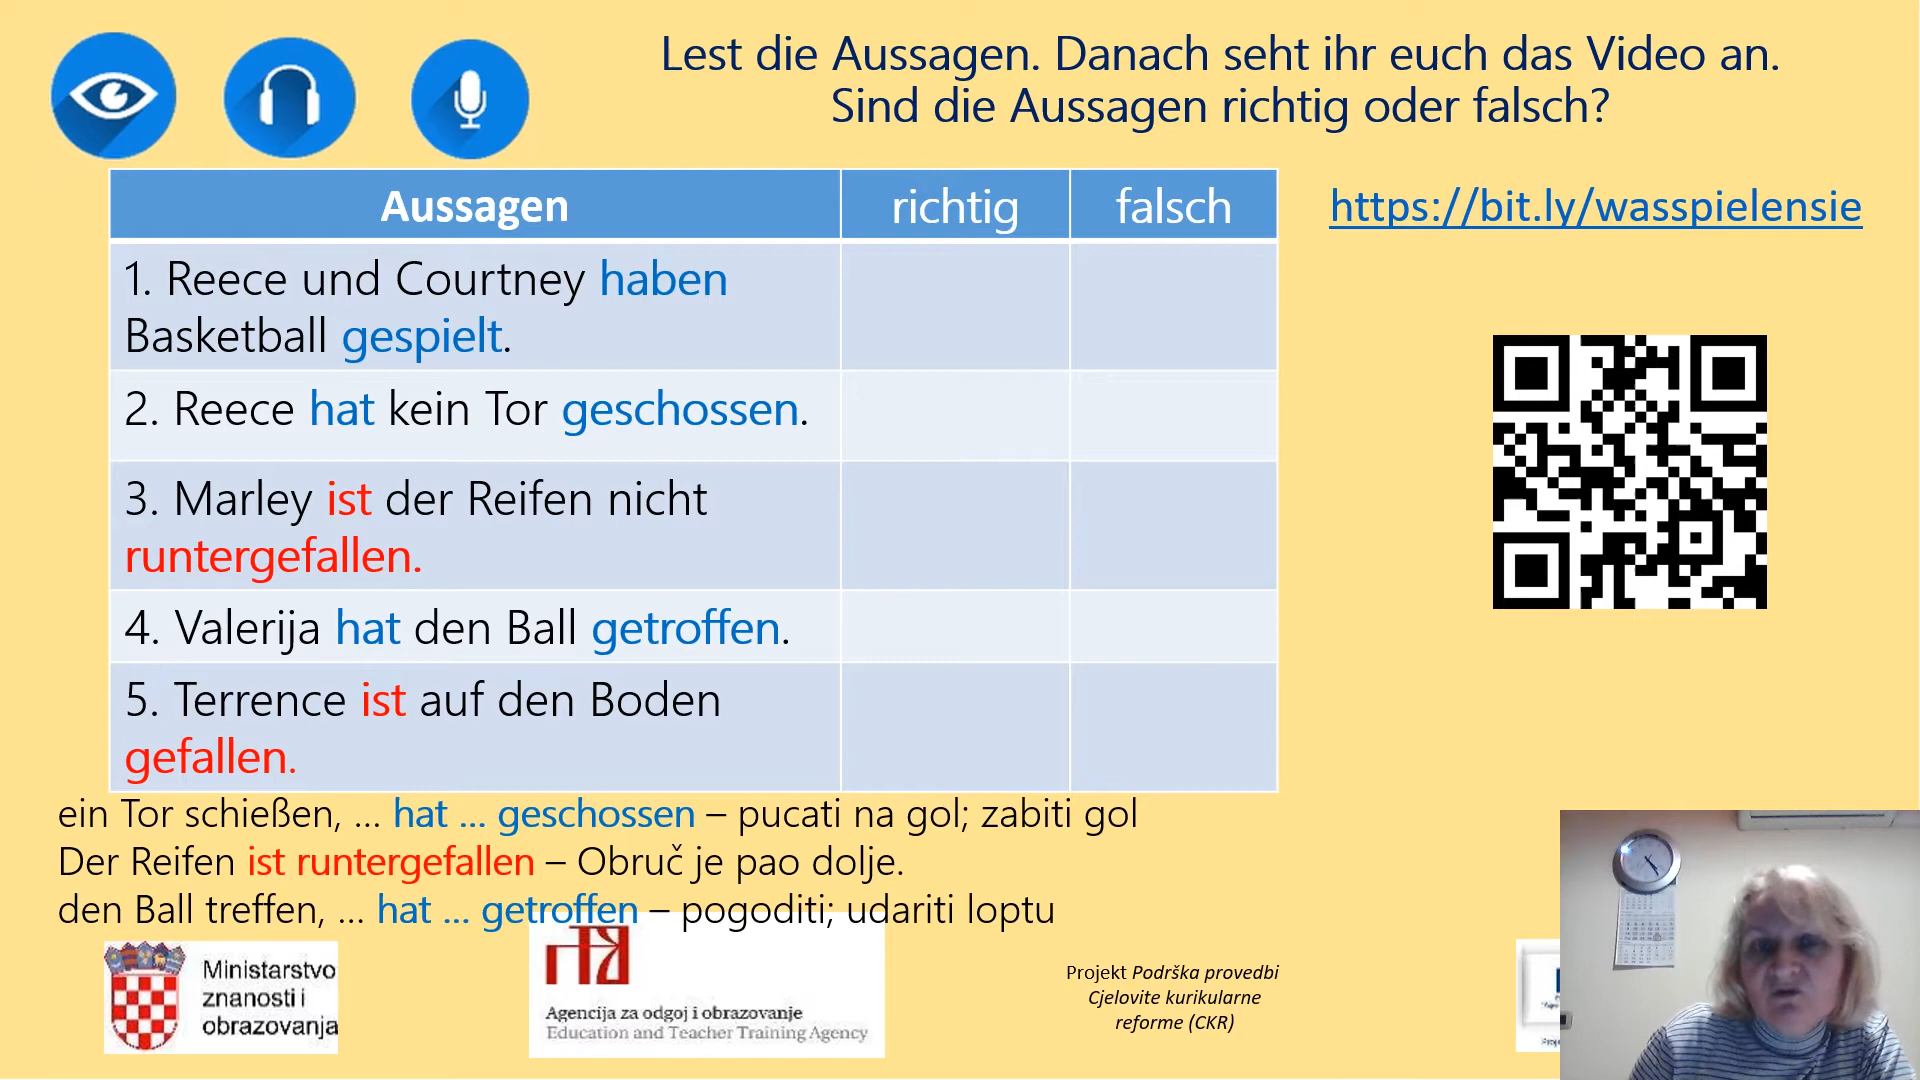 Lest die Aussagen. Danach seht ihr euch das Video an.
Sind die Aussagen richtig oder falsch?
Aussagen
richtig
falsch
https://bit.ly/wasspielensie
1. Reece und Courtney haben
Basketball gespielt.
2. Reece hat kein Tor geschossen.
3. Marley ist der Reifen nicht
runtergefallen.
4. Valerija hat den Ball getroffen.
5. Terrence ist auf den Boden
gefallen.
ein Tor schießen, ... hat ... geschossen – pucati na gol; zabiti gol
Der Reifen ist runtergefallen – Obruč je pao dolje.
den Ball treffen, ... hat ... getroffen – pogoditi; udariti loptu
Ministarstvo
znanosti i
obrazovanja
Agencija za odgoj i obrazovanje
Education and Teacher Training Agency
Projekt Podrška provedbi
Cjelovite kurikularne
reforme (CKR)